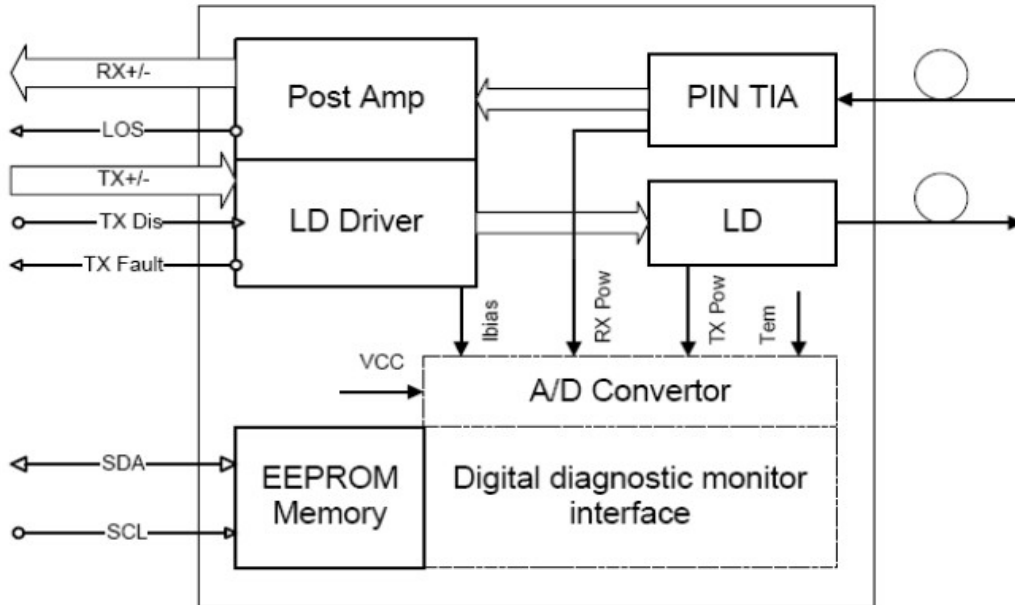 RX+/-
Post Amp
PIN TIA
LOS
TX+/-
TX Dis
LD Driver
LD
TX Fault
Ibias
RX Pow
TX Pow
Tem
VCC
A/D Convertor
SDA
EEPROM
Memory
Digital diagnostic monitor
interface
SCL